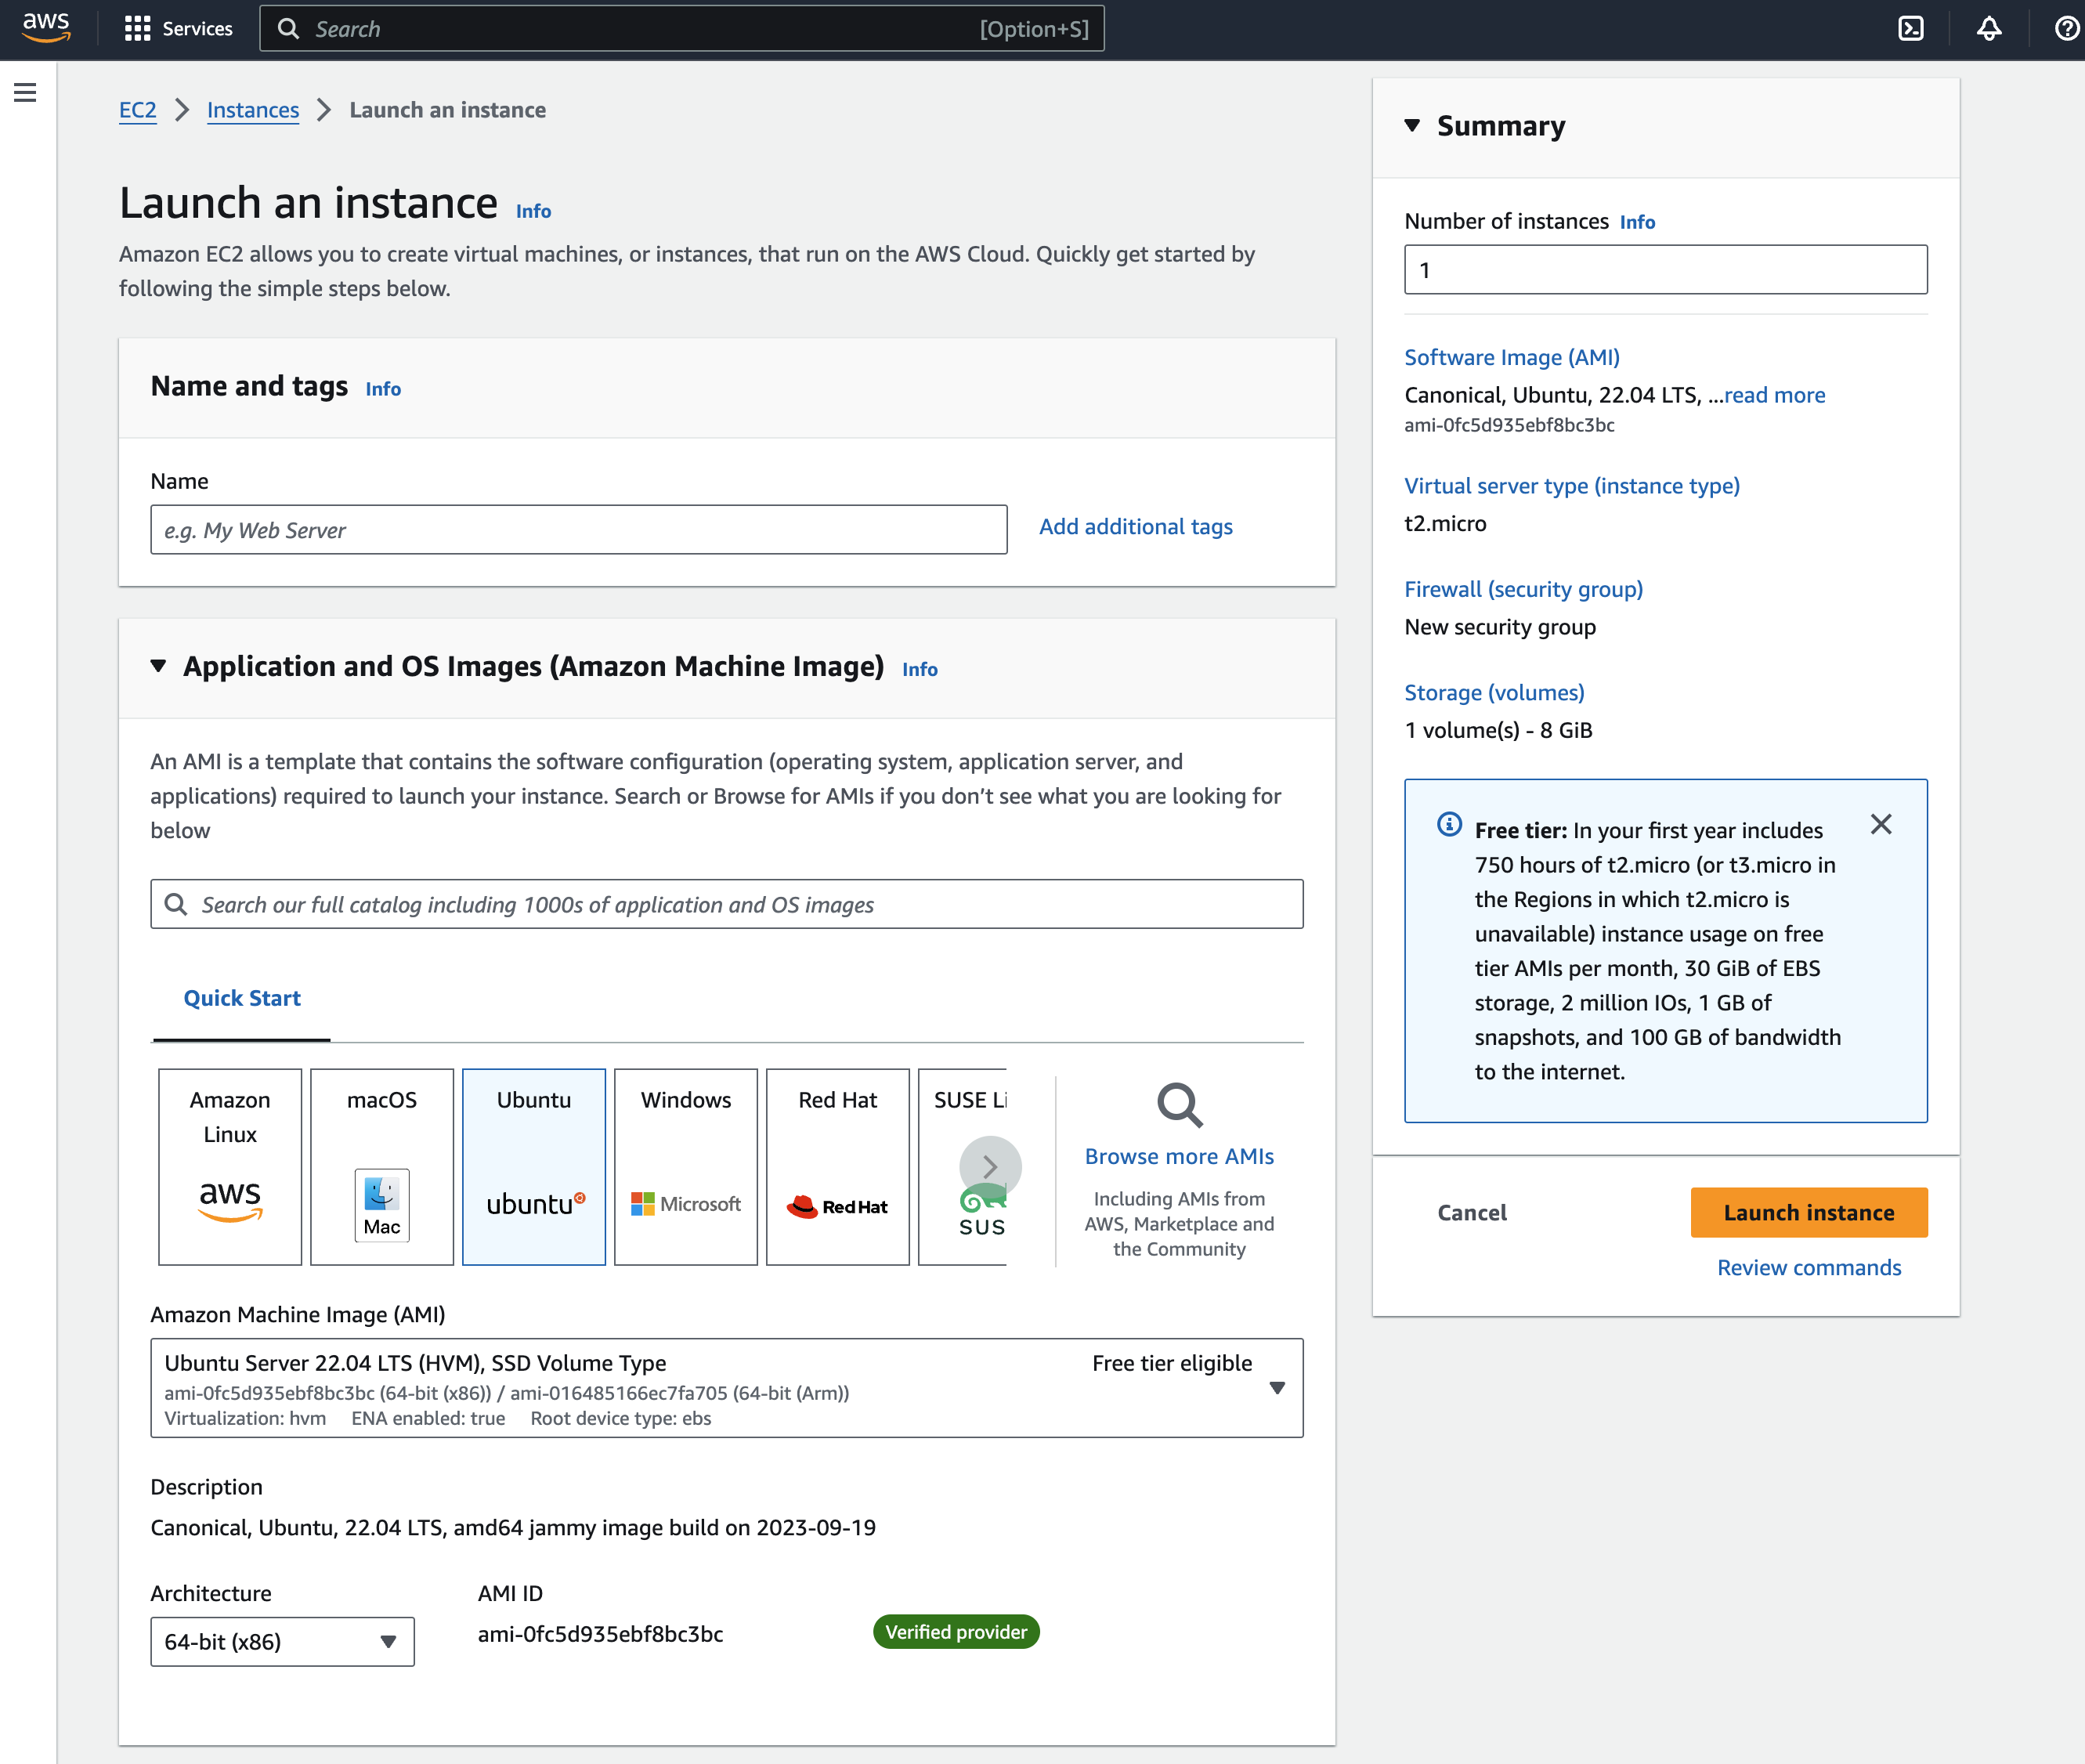 aws
Services
Search
[Option+S]
EC2
Instances
Launch an instance
Launch an instance Info
Amazon EC2 allows you to create virtual machines, or instances, that run on the AWS Cloud. Quickly get started by
following the simple steps below.
Name and tags Info
Name
e.g. My Web Server
Add additional tags
Application and OS Images (Amazon Machine Image) Info
An AMI is a template that contains the software configuration (operating system, application server, and
applications) required to launch your instance. Search or Browse for AMIs if you don’t see what you are looking for
below
Search our full catalog including 1000s of application and OS images
Quick Start
Amazon
Linux
aws
macOS
Mac
Ubuntu
ubuntu
Windows
Microsoft
Red Hat
Red Hat
SUSE Li
SUS
Browse more AMIs
Including AMIs from
AWS, Marketplace and
the Community
Amazon Machine Image (AMI)
Ubuntu Server 22.04 LTS (HVM), SSD Volume Type
Free tier eligible
ami-0fc5d935ebf8bc3bc (64-bit (x86)) / ami-016485166ec7fa705 (64-bit (Arm))
Virtualization: hvm ENA enabled: true Root device type: ebs
Description
Canonical, Ubuntu, 22.04 LTS, amd64 jammy image build on 2023-09-19
Architecture
64-bit (x86)
AMI ID
ami-0fc5d935ebf8bc3bc
Verified provider
Summary
Number of instances Info
1
Software Image (AMI)
Canonical, Ubuntu, 22.04 LTS, ...read more
ami-0fc5d935ebf8bc3bc
Virtual server type (instance type)
t2.micro
Firewall (security group)
New security group
Storage (volumes)
1 volume(s) - 8 GiB
Free tier: In your first year includes
750 hours of t2.micro (or t3.micro in
the Regions in which t2.micro is
unavailable) instance usage on free
tier AMIs per month, 30 GiB of EBS
storage, 2 million IOs, 1 GB of
snapshots, and 100 GB of bandwidth
to the internet.
Cancel
Launch instance
Review commands